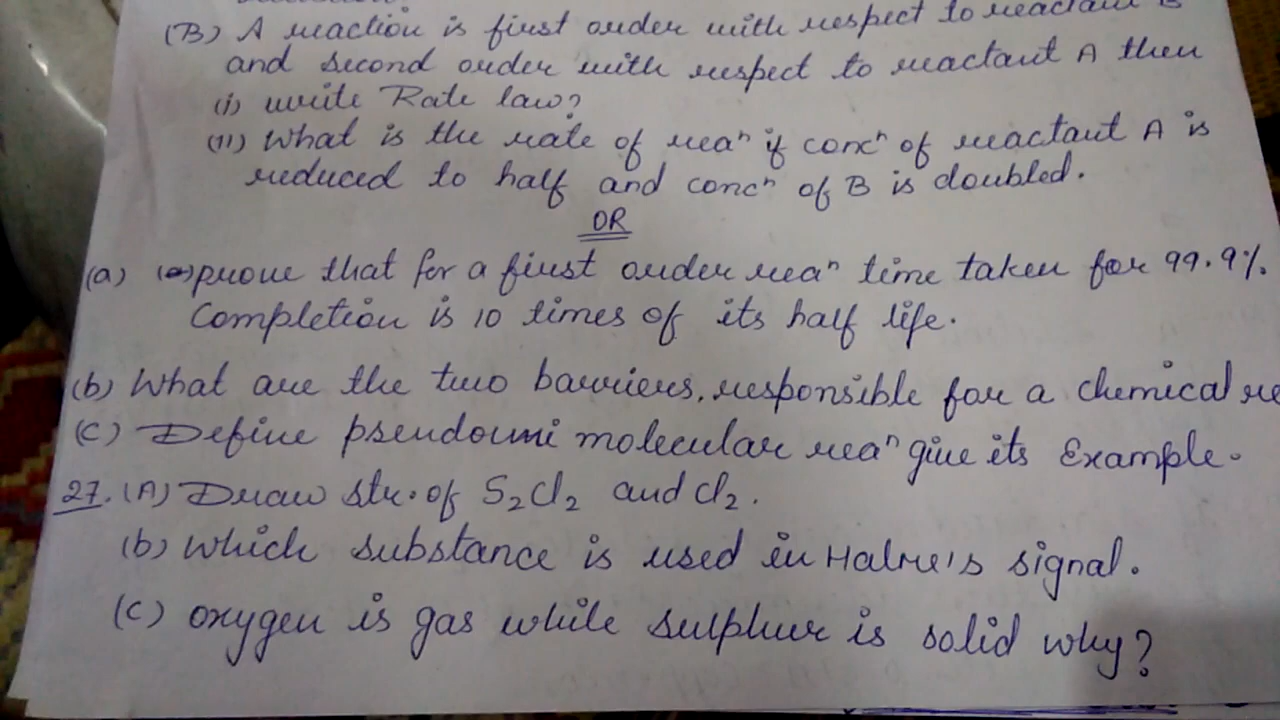 (B) A reaction is first order with respect to reactant B
and second order with respect to reactant A then
(i) write Rate law?
(ii) What is the rate of reaⁿ if concⁿ of reactant A is
reduced to half and concⁿ of B is doubled.
OR
(a) (a) prove that for a first order reaⁿ time taken for 99.9%
Completion is 10 times of its half life.
(b) What are the two barriers, responsible for a chemical re
(C) Define pseudouni molecular reaⁿ give its Example.
27. (A) Draw str. of S₂Cl₂ and Cl₂.
(b) which substance is used in Halme's signal.
(C) oxygen is gas while sulphur is solid why?